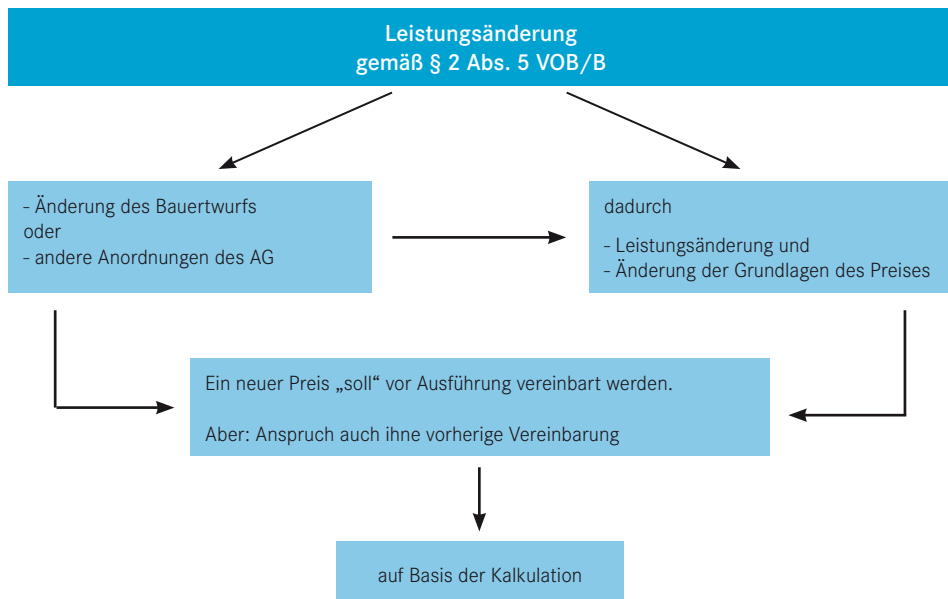 Leistungsänderung
gemäß § 2 Abs. 5 VOB/B
- Änderung des Bauertwurfs
oder
- andere Anordnungen des AG
dadurch
- Leistungsänderung und
- Änderung der Grundlagen des Preises
Ein neuer Preis „soll“ vor Ausführung vereinbart werden.
Aber: Anspruch auch ihne vorherige Vereinbarung
auf Basis der Kalkulation